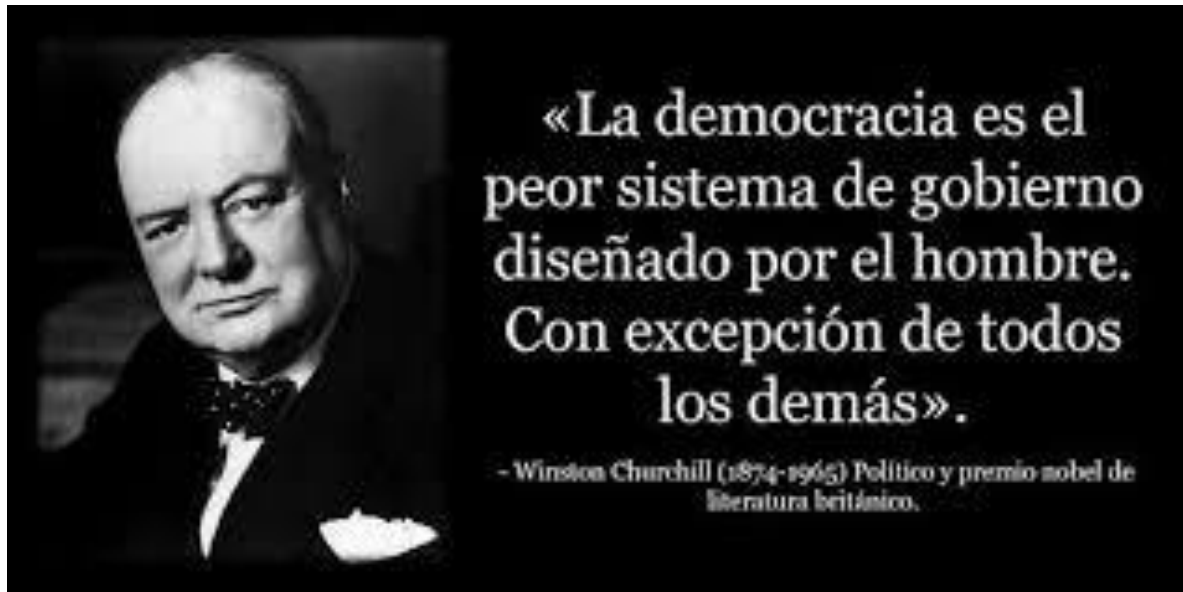 «La democracia es el
peor sistema de gobierno
diseñado por el hombre.
Con excepción de todos
los demás».
- Winston Churchill (1874-1965) Político y premio nobel de
literatura británico.